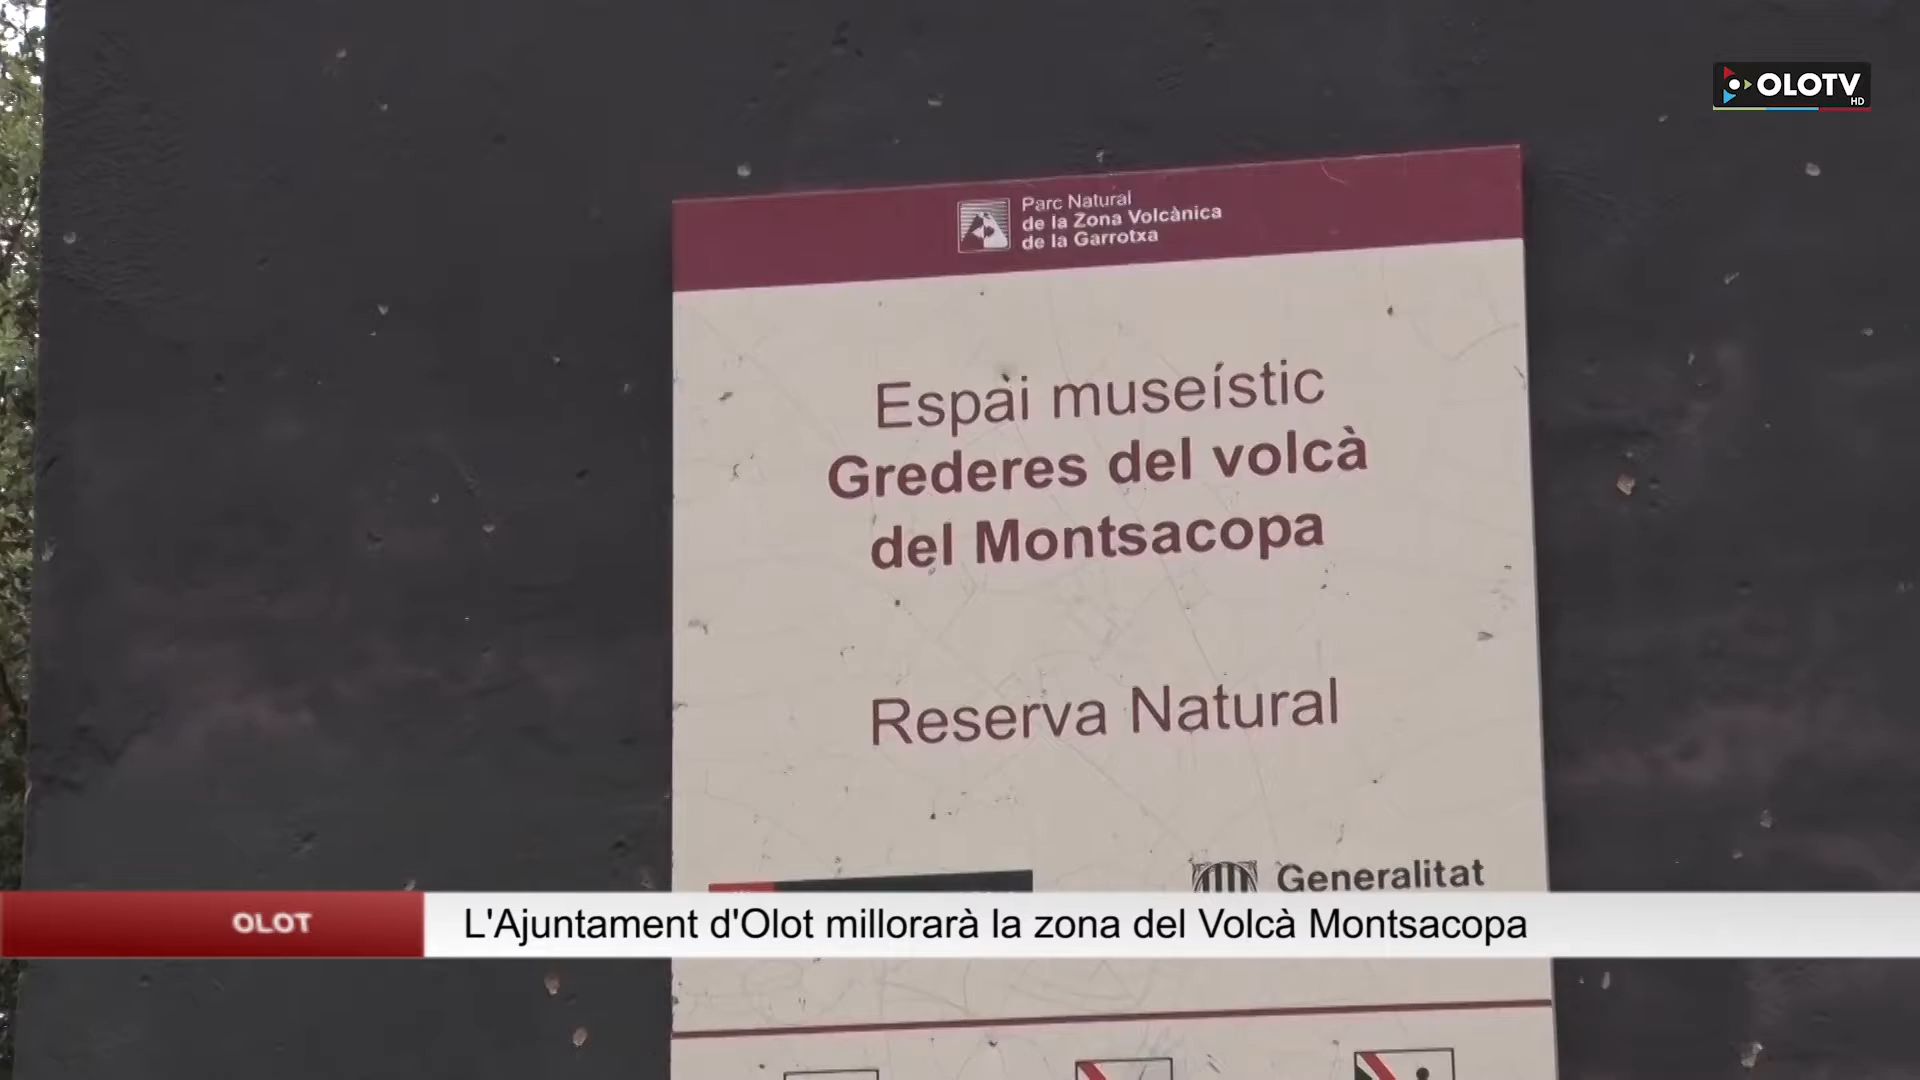 OLOTV
HD
Parc Natural
de la Zona Volcànica
de la Garrotxa
Espai museístic
Grederes del volcà
del Montsacopa
Reserva Natural
Generalitat
OLOT
L'Ajuntament d'Olot millorarà la zona del Volcà Montsacopa